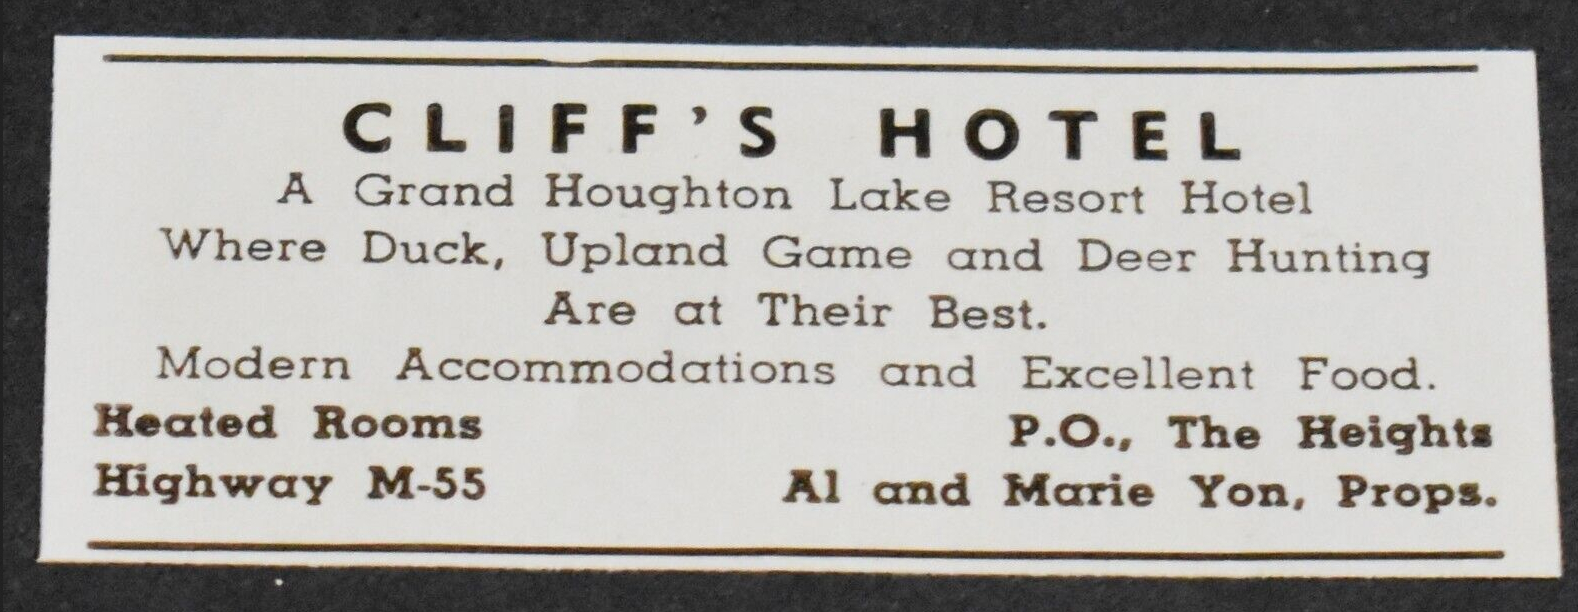 CLIFF'S HOTEL
A Grand Houghton Lake Resort Hotel
Where Duck, Upland Game and Deer Hunting
Are at Their Best.
Modern Accommodations and Excellent Food.
Heated Rooms P.O., The Heights
Highway M-55 Al and Marie Yon, Props.